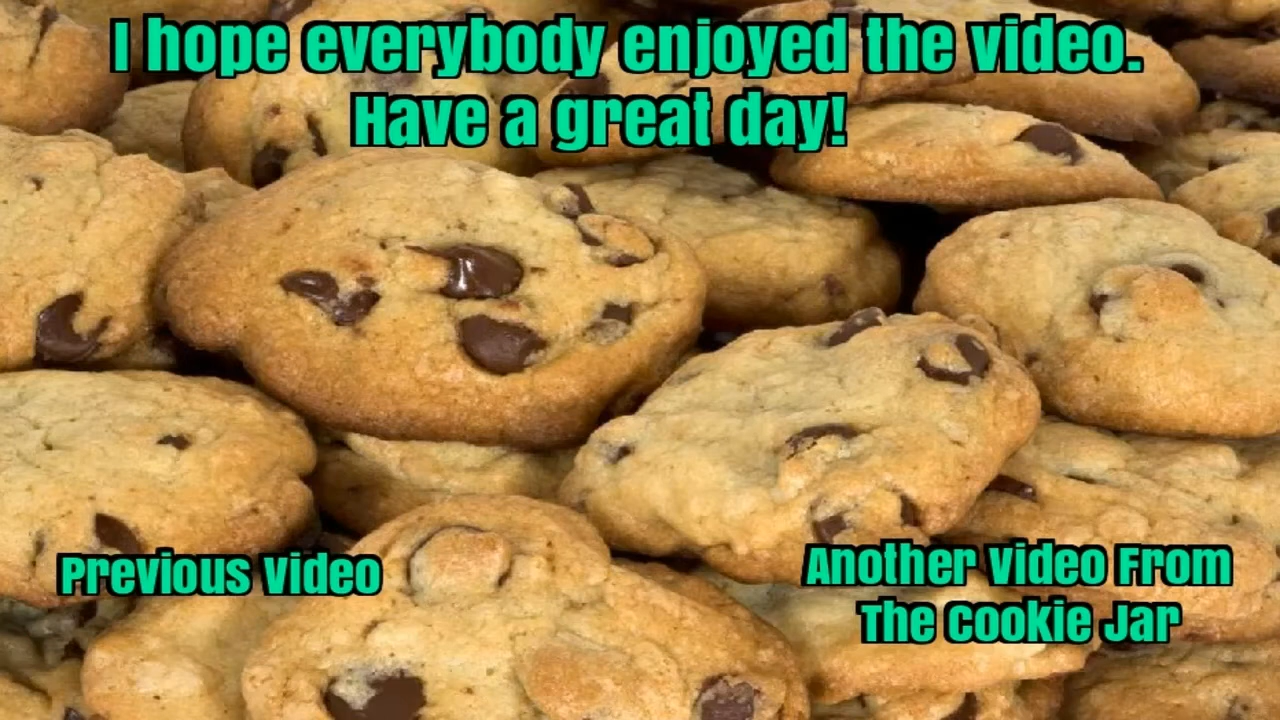 I hope everybody enjoyed the video.
Have a great day!
Previous Video
Another Video From
The Cookie Jar